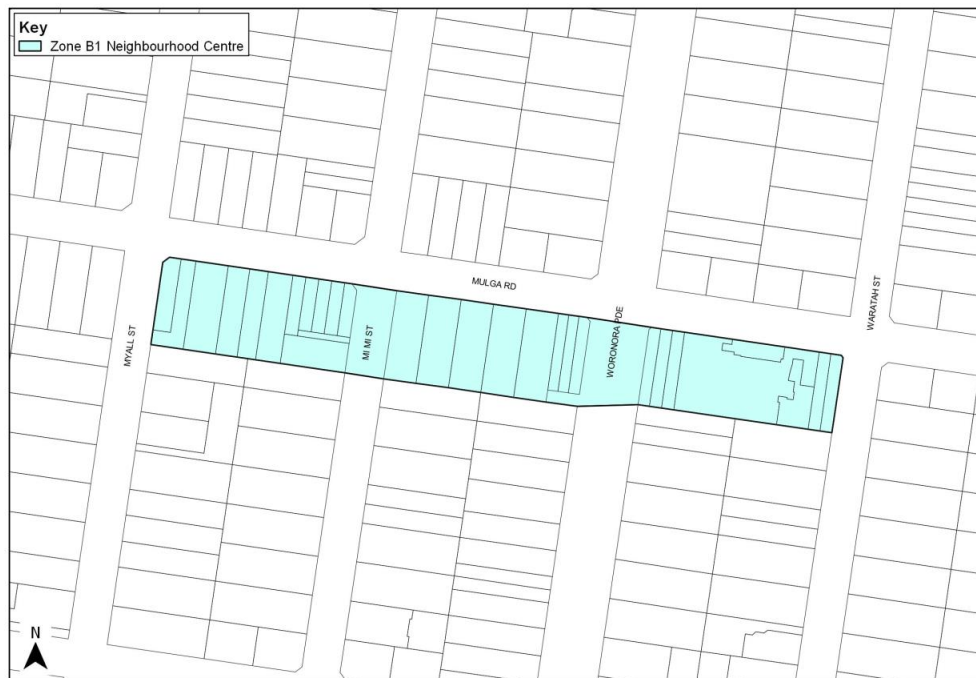 Key
Zone B1 Neighbourhood Centre
MULGA RD
WARATAH ST
WORONORA PDE
MI MI ST
MYALL ST
N